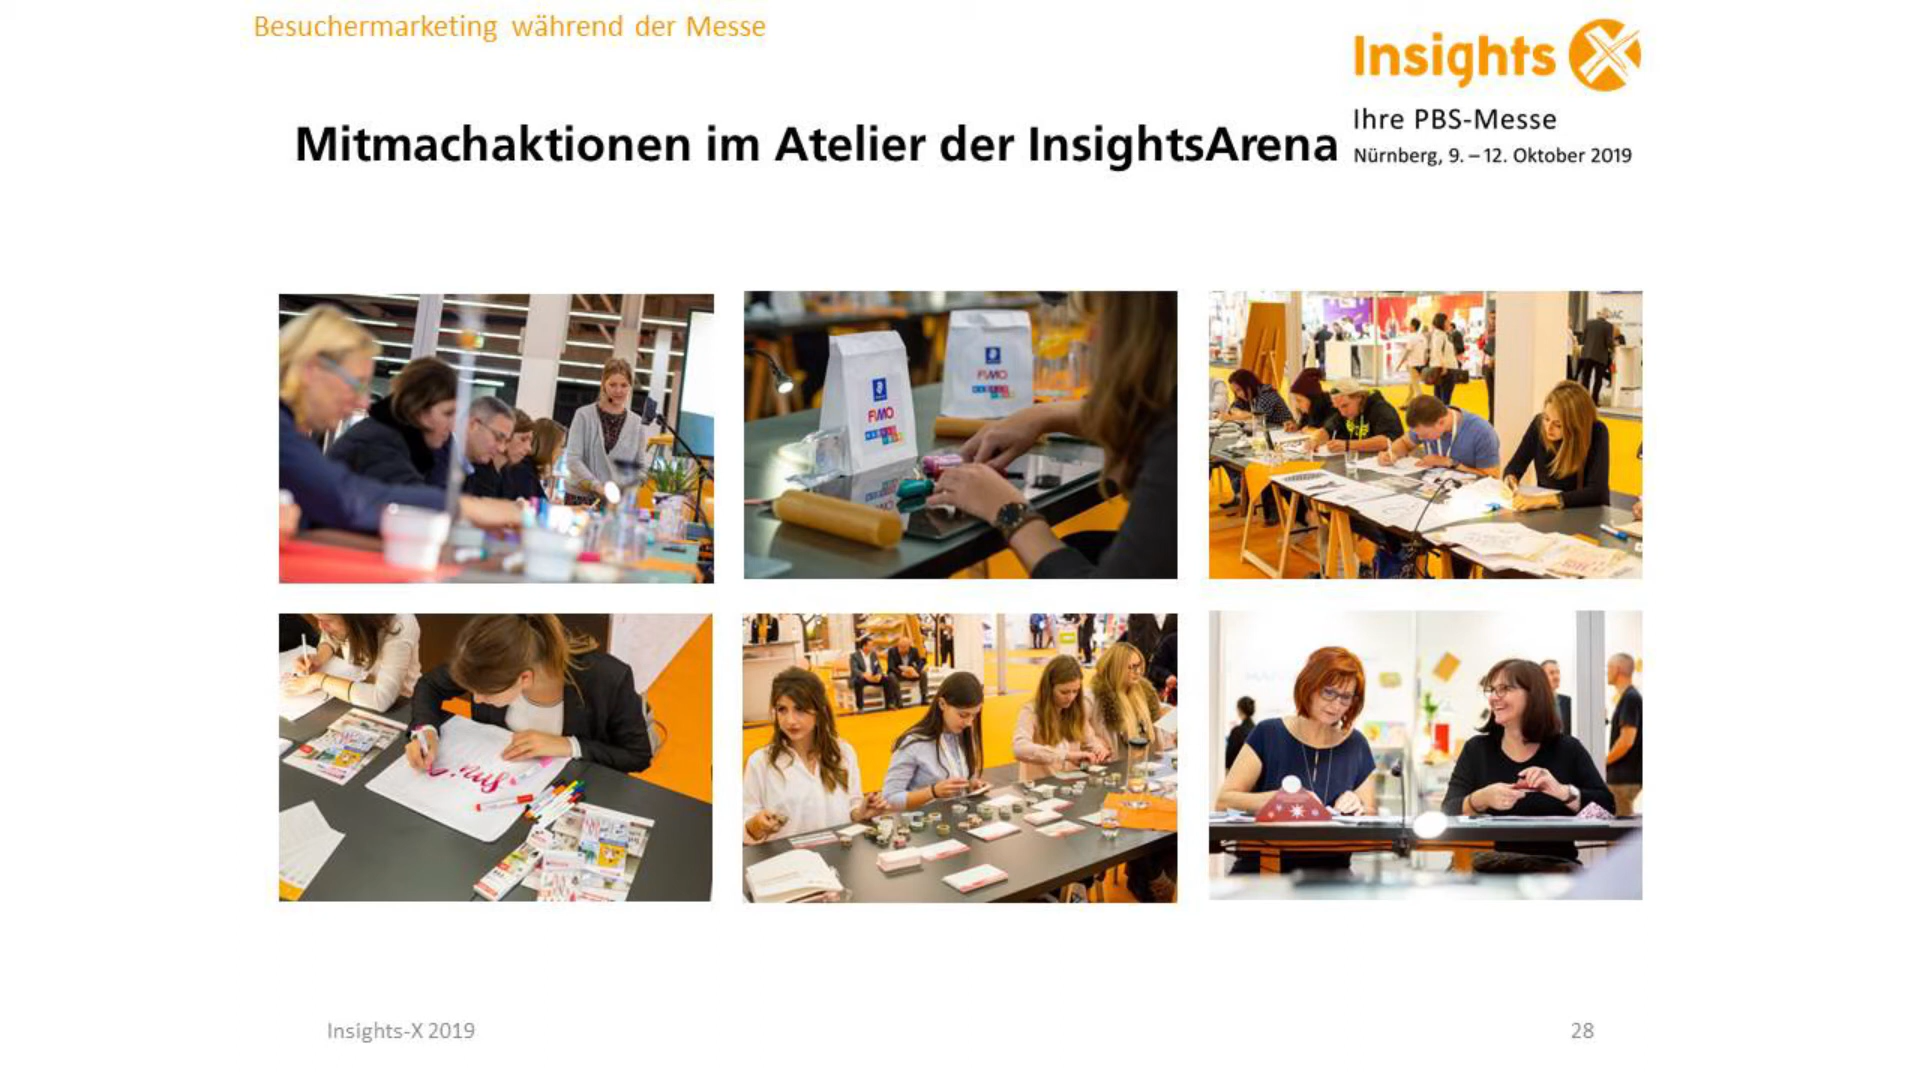 Besuchermarketing während der Messe
Insights X
Ihre PBS-Messe
Mitmachaktionen im Atelier der InsightsArena
Nürnberg, 9. – 12. Oktober 2019
FIMO
FIMO
Insights-X 2019
28